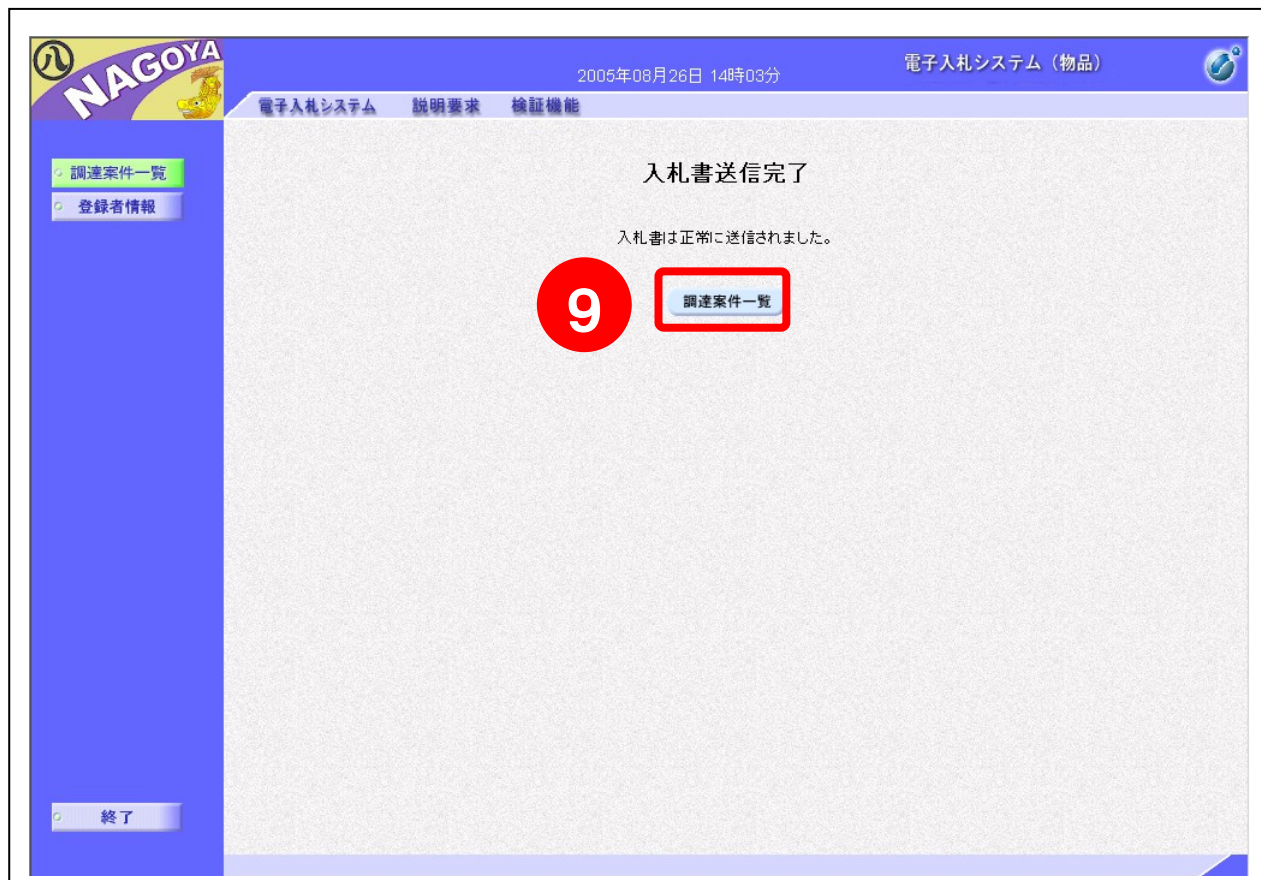 八
NAGOYA
2005年08月26日 14時03分
電子入札システム（物品）
電子入札システム 説明要求 検証機能
調達案件一覧
登録者情報
入札書送信完了
入札書は正常に送信されました。
9
調達案件一覧
終了